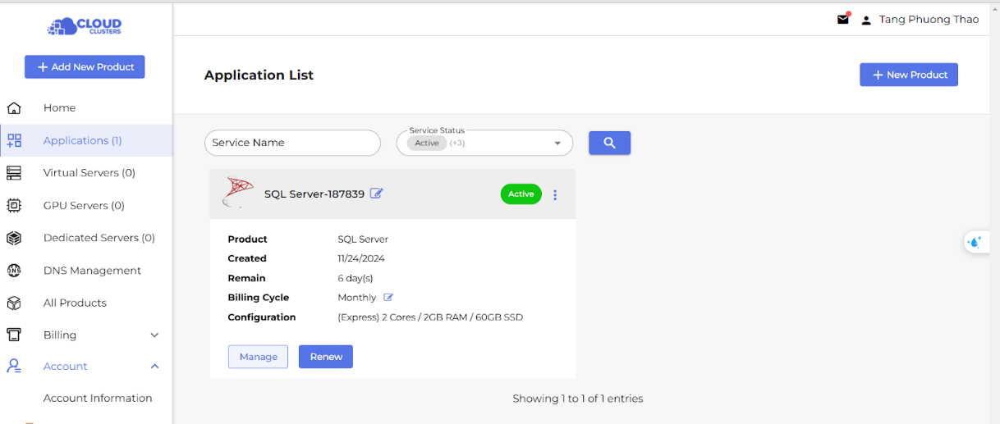 CLOUD
CLUSTERS
Tang Phuong Thao
+ Add New Product
Application List
+ New Product
Home
Applications (1)
Virtual Servers (0)
GPU Servers (0)
Dedicated Servers (0)
DNS Management
All Products
Billing
Account
Account Information
Service Name
Service Status
Active (+3)
SQL Server-187839
Active
Product SQL Server
Created 11/24/2024
Remain 6 day(s)
Billing Cycle Monthly
Configuration (Express) 2 Cores / 2GB RAM / 60GB SSD
Manage Renew
Showing 1 to 1 of 1 entries